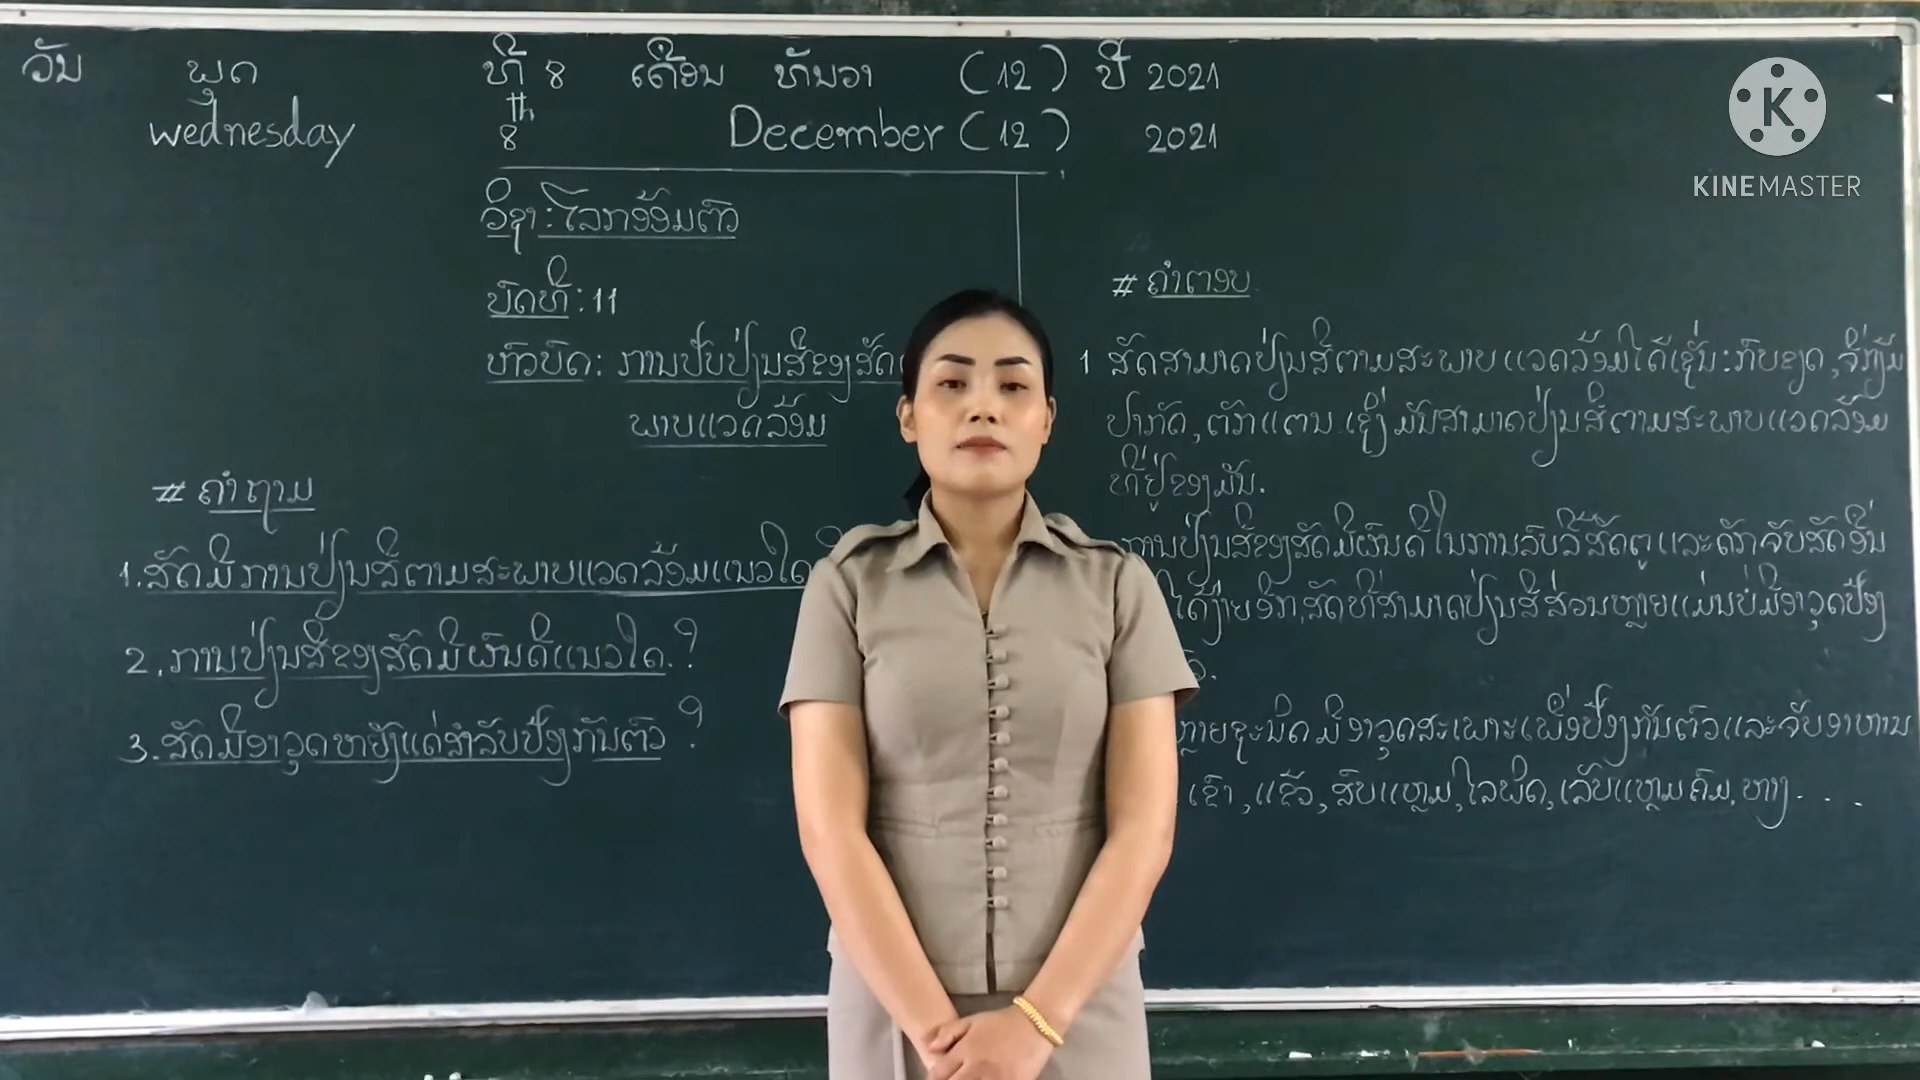 ວັນ ພຸດ ທີ 8 ເດືອນ ທັນວາ (12) ປີ 2021
wednesday 8th December (12) 2021
KINEMASTER
ວິຊາ: ໂລກອ້ອມຕົວ
ບົດທີ: 11
ຫົວບົດ: ການປັບປ່ຽນສີຂອງສັດ
ພາບແວດລ້ອມ
# ຄໍາຖາມ
1. ສັດມີການປ່ຽນສີຕາມສະພາບແວດລ້ອມແນວໃດ?
2. ການປ່ຽນສີຂອງສັດມີຜົນດີແນວໃດ?
3. ສັດມີອາວຸດຫຍັງແດ່ສໍາລັບປ້ອງກັນຕົວ?
# ຄໍາຕອບ
1 ສັດສາມາດປ່ຽນສີຕາມສະພາບແວດລ້ອມໄດ້ເຊັ່ນ: ກົບຂຽດ, ຈີ່ກຽມ
ປາກັດ, ຕັກແຕນ ເຊິ່ງມັນສາມາດປ່ຽນສີຕາມສະພາບແວດລ້ອມ
ທີ່ຢູ່ຂອງມັນ.
ການປ່ຽນສີຂອງສັດມີຜົນດີໃນການລົບລີ້ສັດຕູແລະດັກຈັບສັດອື່ນ
ໄດ້ງ່າຍອີກ, ສັດທີ່ສາມາດປ່ຽນສີສ່ວນຫຼາຍແມ່ນບໍ່ມີອາວຸດປ້ອງ
ຫຼາຍຊະນິດມີອາວຸດສະເພາະເພື່ອປ້ອງກັນຕົວແລະຈັບອາຫານ
ເຂົາ, ແຂ້ວ, ສົບແຫຼມ, ໄລພິດ, ເລັບແຫຼມຄົມ, ຫາງ. . . .